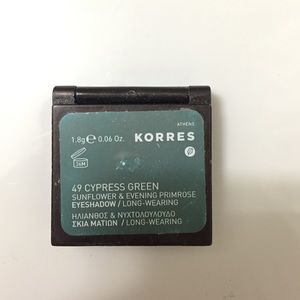 ATHENS
1.8g℮ 0.06 Oz. KORRES
24M
49 CYPRESS GREEN
SUNFLOWER & EVENING PRIMROSE
EYESHADOW / LONG-WEARING
ΗΛΙΑΝΘΟΣ & ΝΥΧΤΟΛΟΥΛΟΥΔΟ
ΣΚΙΑ ΜΑΤΙΩΝ / LONG-WEARING